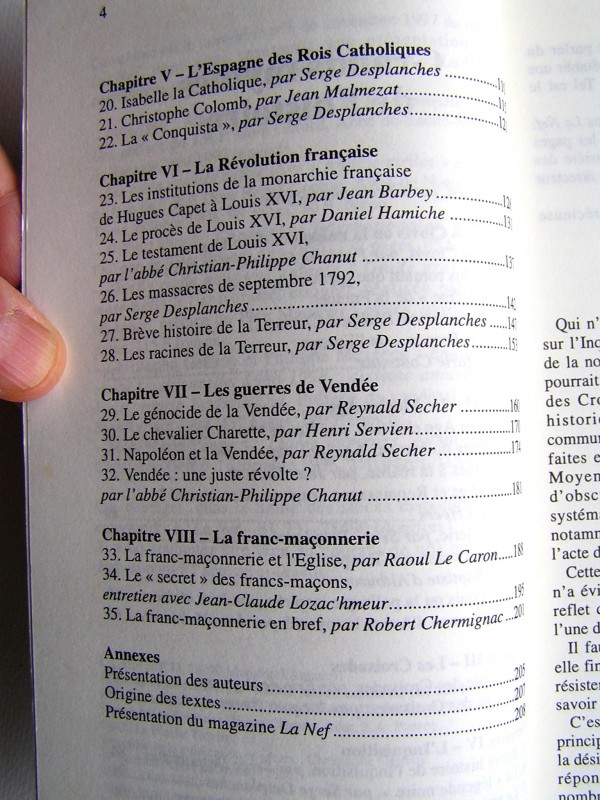 4
Chapitre V – L'Espagne des Rois Catholiques
20. Isabelle la Catholique, par Serge Desplanches
21. Christophe Colomb, par Jean Malmezat
22. La « Conquista », par Serge Desplanches
Chapitre VI – La Révolution française
23. Les institutions de la monarchie française
de Hugues Capet à Louis XVI, par Jean Barbey
24. Le procès de Louis XVI, par Daniel Hamiche
25. Le testament de Louis XVI,
par l'abbé Christian-Philippe Chanut
26. Les massacres de septembre 1792,
par Serge Desplanches
27. Brève histoire de la Terreur, par Serge Desplanches
28. Les racines de la Terreur, par Serge Desplanches
Chapitre VII – Les guerres de Vendée
29. Le génocide de la Vendée, par Reynald Secher ..............160
30. Le chevalier Charette, par Henri Servien
31. Napoléon et la Vendée, par Reynald Secher ..............174
32. Vendée : une juste révolte ?
par l'abbé Christian-Philippe Chanut
Chapitre VIII – La franc-maçonnerie
33. La franc-maçonnerie et l'Eglise, par Raoul Le Caron.....188
34. Le « secret » des francs-maçons,
entretien avec Jean-Claude Lozac'hmeur..............195
35. La franc-maçonnerie en bref, par Robert Chermignac ...201
Annexes
Présentation des auteurs ..............205
Origine des textes ..............207
Présentation du magazine La Nef ..............208
Qui n'
sur l'Inq
de la no
pourrait
des Cro
historie
commu
faites e
Moyen
d'obsc
systéma
notamm
l'acte d
Cette
n'a évi
reflet d
l'une d
Il fau
elle fin
résister
savoir
C'es
princip
la dési
répon
nombr